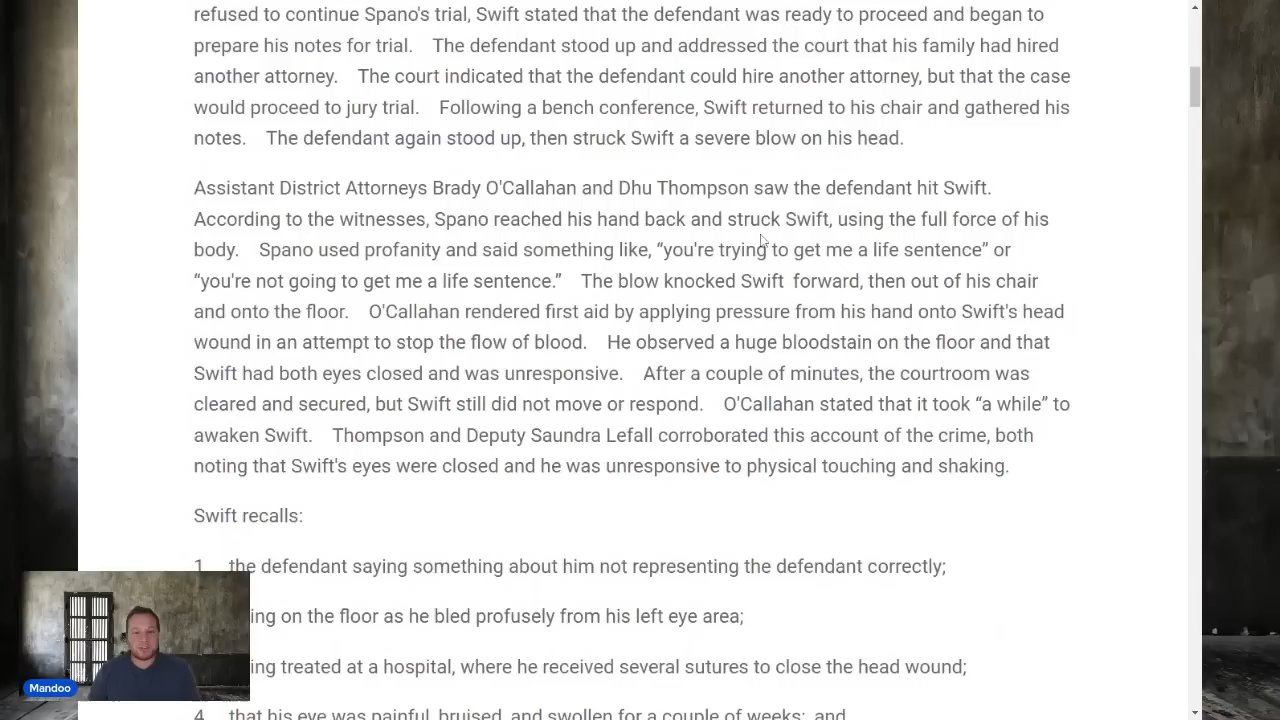 refused to continue Spano's trial, Swift stated that the defendant was ready to proceed and began to
prepare his notes for trial. The defendant stood up and addressed the court that his family had hired
another attorney. The court indicated that the defendant could hire another attorney, but that the case
would proceed to jury trial. Following a bench conference, Swift returned to his chair and gathered his
notes. The defendant again stood up, then struck Swift a severe blow on his head.
Assistant District Attorneys Brady O'Callahan and Dhu Thompson saw the defendant hit Swift.
According to the witnesses, Spano reached his hand back and struck Swift, using the full force of his
body. Spano used profanity and said something like, “you're trying to get me a life sentence” or
“you're not going to get me a life sentence.” The blow knocked Swift forward, then out of his chair
and onto the floor. O'Callahan rendered first aid by applying pressure from his hand onto Swift's head
wound in an attempt to stop the flow of blood. He observed a huge bloodstain on the floor and that
Swift had both eyes closed and was unresponsive. After a couple of minutes, the courtroom was
cleared and secured, but Swift still did not move or respond. O'Callahan stated that it took “a while” to
awaken Swift. Thompson and Deputy Saundra Lefall corroborated this account of the crime, both
noting that Swift's eyes were closed and he was unresponsive to physical touching and shaking.
Swift recalls:
1 the defendant saying something about him not representing the defendant correctly;
ing on the floor as he bled profusely from his left eye area;
ing treated at a hospital, where he received several sutures to close the head wound;
4 that his eye was painful, bruised, and swollen for a couple of weeks; and
Mandoo